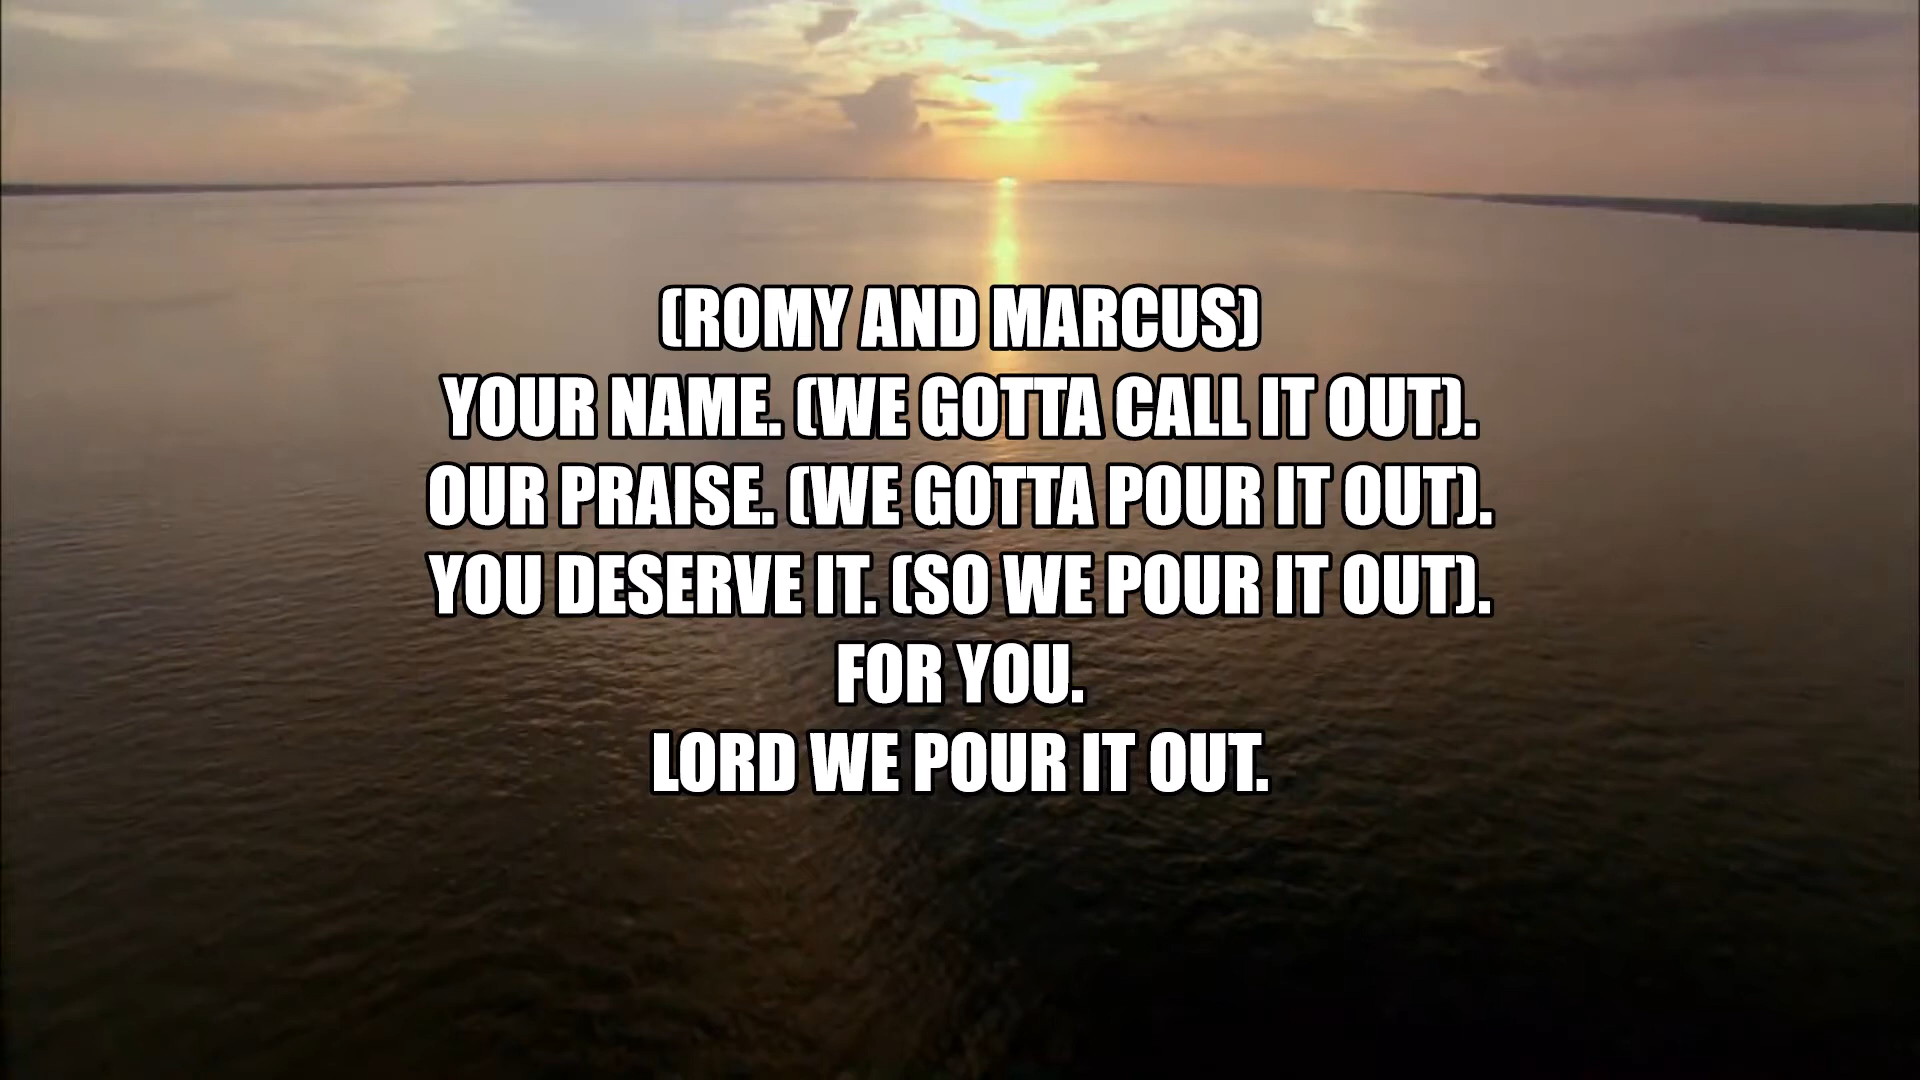 (ROMY AND MARCUS)
YOUR NAME. (WE GOTTA CALL IT OUT).
OUR PRAISE. (WE GOTTA POUR IT OUT).
YOU DESERVE IT. (SO WE POUR IT OUT).
FOR YOU.
LORD WE POUR IT OUT.